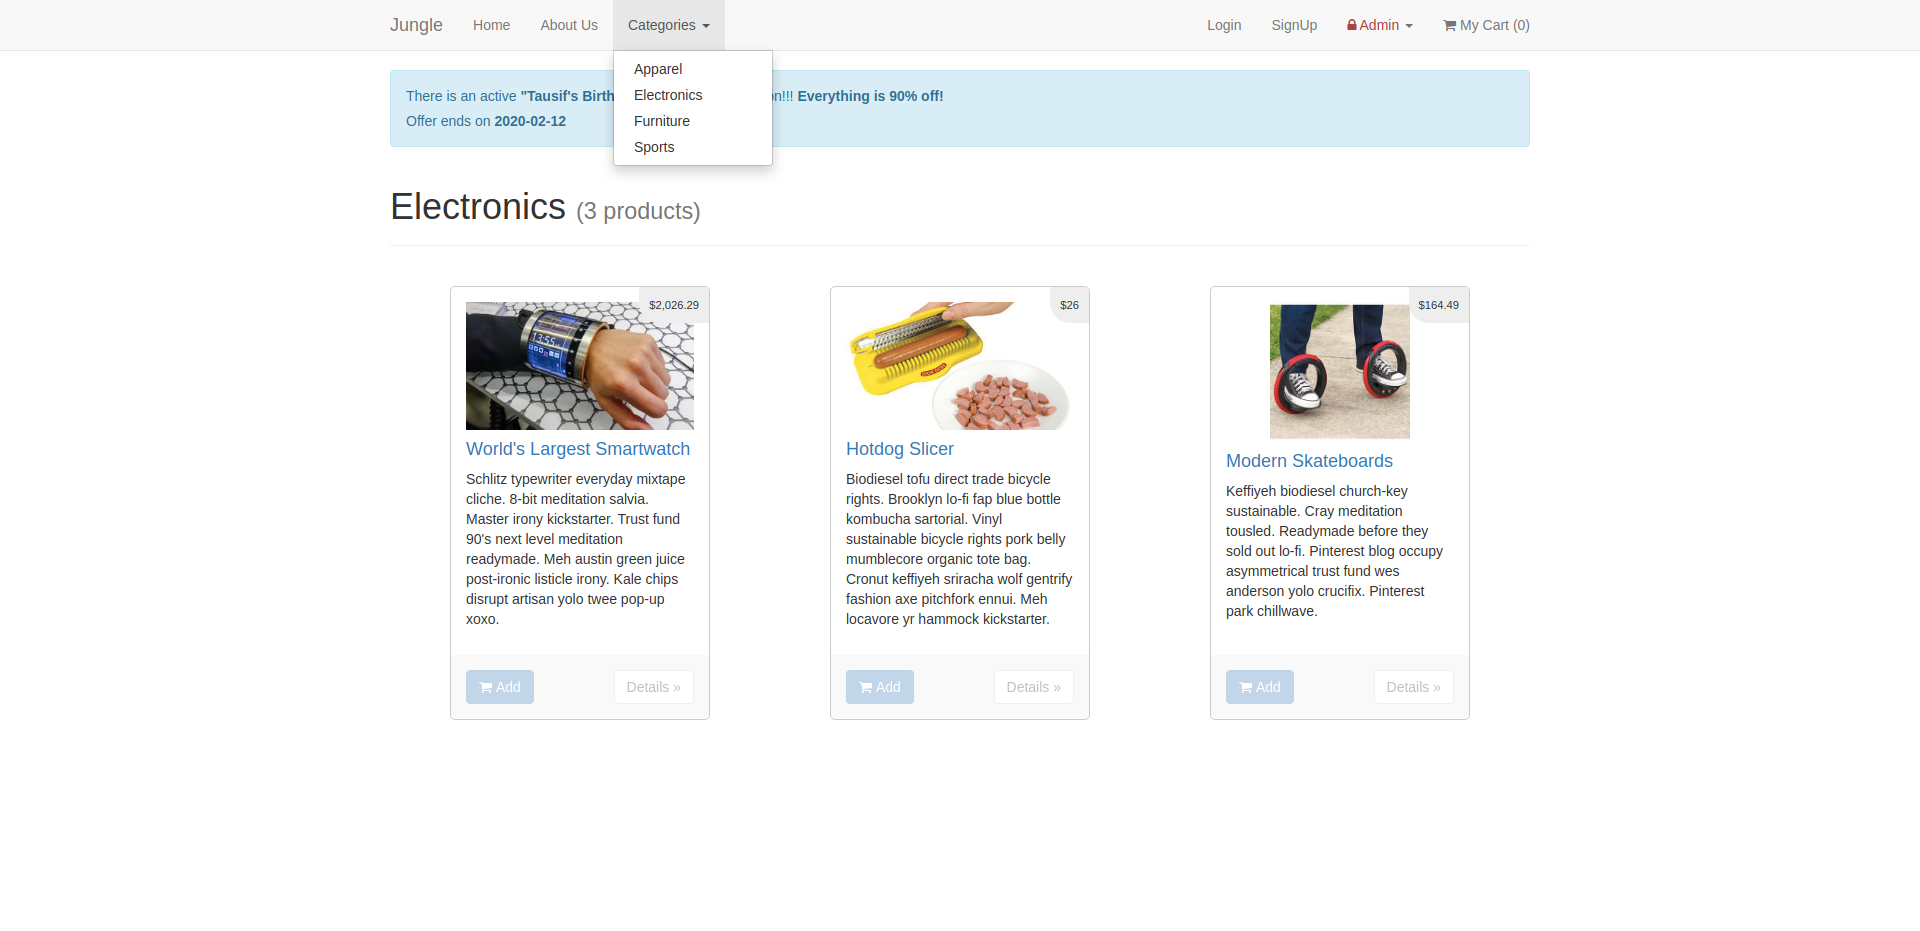 Jungle Home About Us Categories Login SignUp Admin My Cart (0)
Apparel
Electronics
Furniture
Sports
There is an active "Tausif's Birth on!!! Everything is 90% off!
Offer ends on 2020-02-12
Electronics (3 products)
$2,026.29
13:55
World's Largest Smartwatch
Schlitz typewriter everyday mixtape
cliche. 8-bit meditation salvia.
Master irony kickstarter. Trust fund
90's next level meditation
readymade. Meh austin green juice
post-ironic listicle irony. Kale chips
disrupt artisan yolo twee pop-up
xoxo.
Add Details »
$26
Hotdog Slicer
Biodiesel tofu direct trade bicycle
rights. Brooklyn lo-fi fap blue bottle
kombucha sartorial. Vinyl
sustainable bicycle rights pork belly
mumblecore organic tote bag.
Cronut keffiyeh sriracha wolf gentrify
fashion axe pitchfork ennui. Meh
locavore yr hammock kickstarter.
Add Details »
$164.49
Modern Skateboards
Keffiyeh biodiesel church-key
sustainable. Cray meditation
tousled. Readymade before they
sold out lo-fi. Pinterest blog occupy
asymmetrical trust fund wes
anderson yolo crucifix. Pinterest
park chillwave.
Add Details »